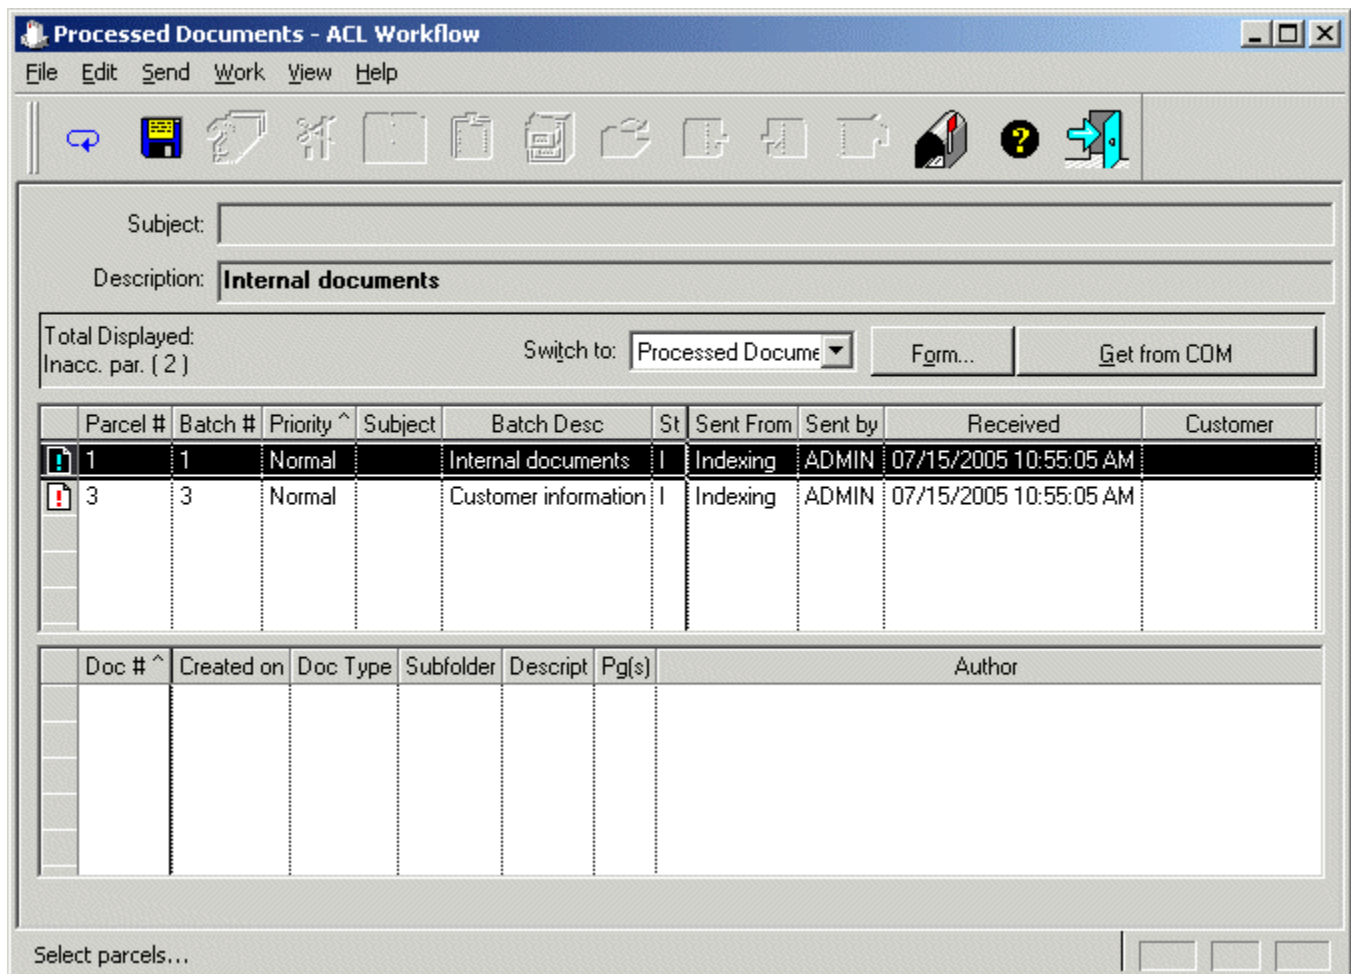 Processed Documents - ACL Workflow
File Edit Send Work View Help
Subject:
Description: Internal documents
Total Displayed:
Inacc. par. ( 2 )
Switch to: Processed Docume Form... Get from COM
Parcel # Batch # Priority ^ Subject Batch Desc St Sent From Sent by Received Customer
1 1 Normal Internal documents I Indexing ADMIN 07/15/2005 10:55:05 AM
3 3 Normal Customer information I Indexing ADMIN 07/15/2005 10:55:05 AM
Doc # ^ Created on Doc Type Subfolder Descript Pg(s) Author
Select parcels...